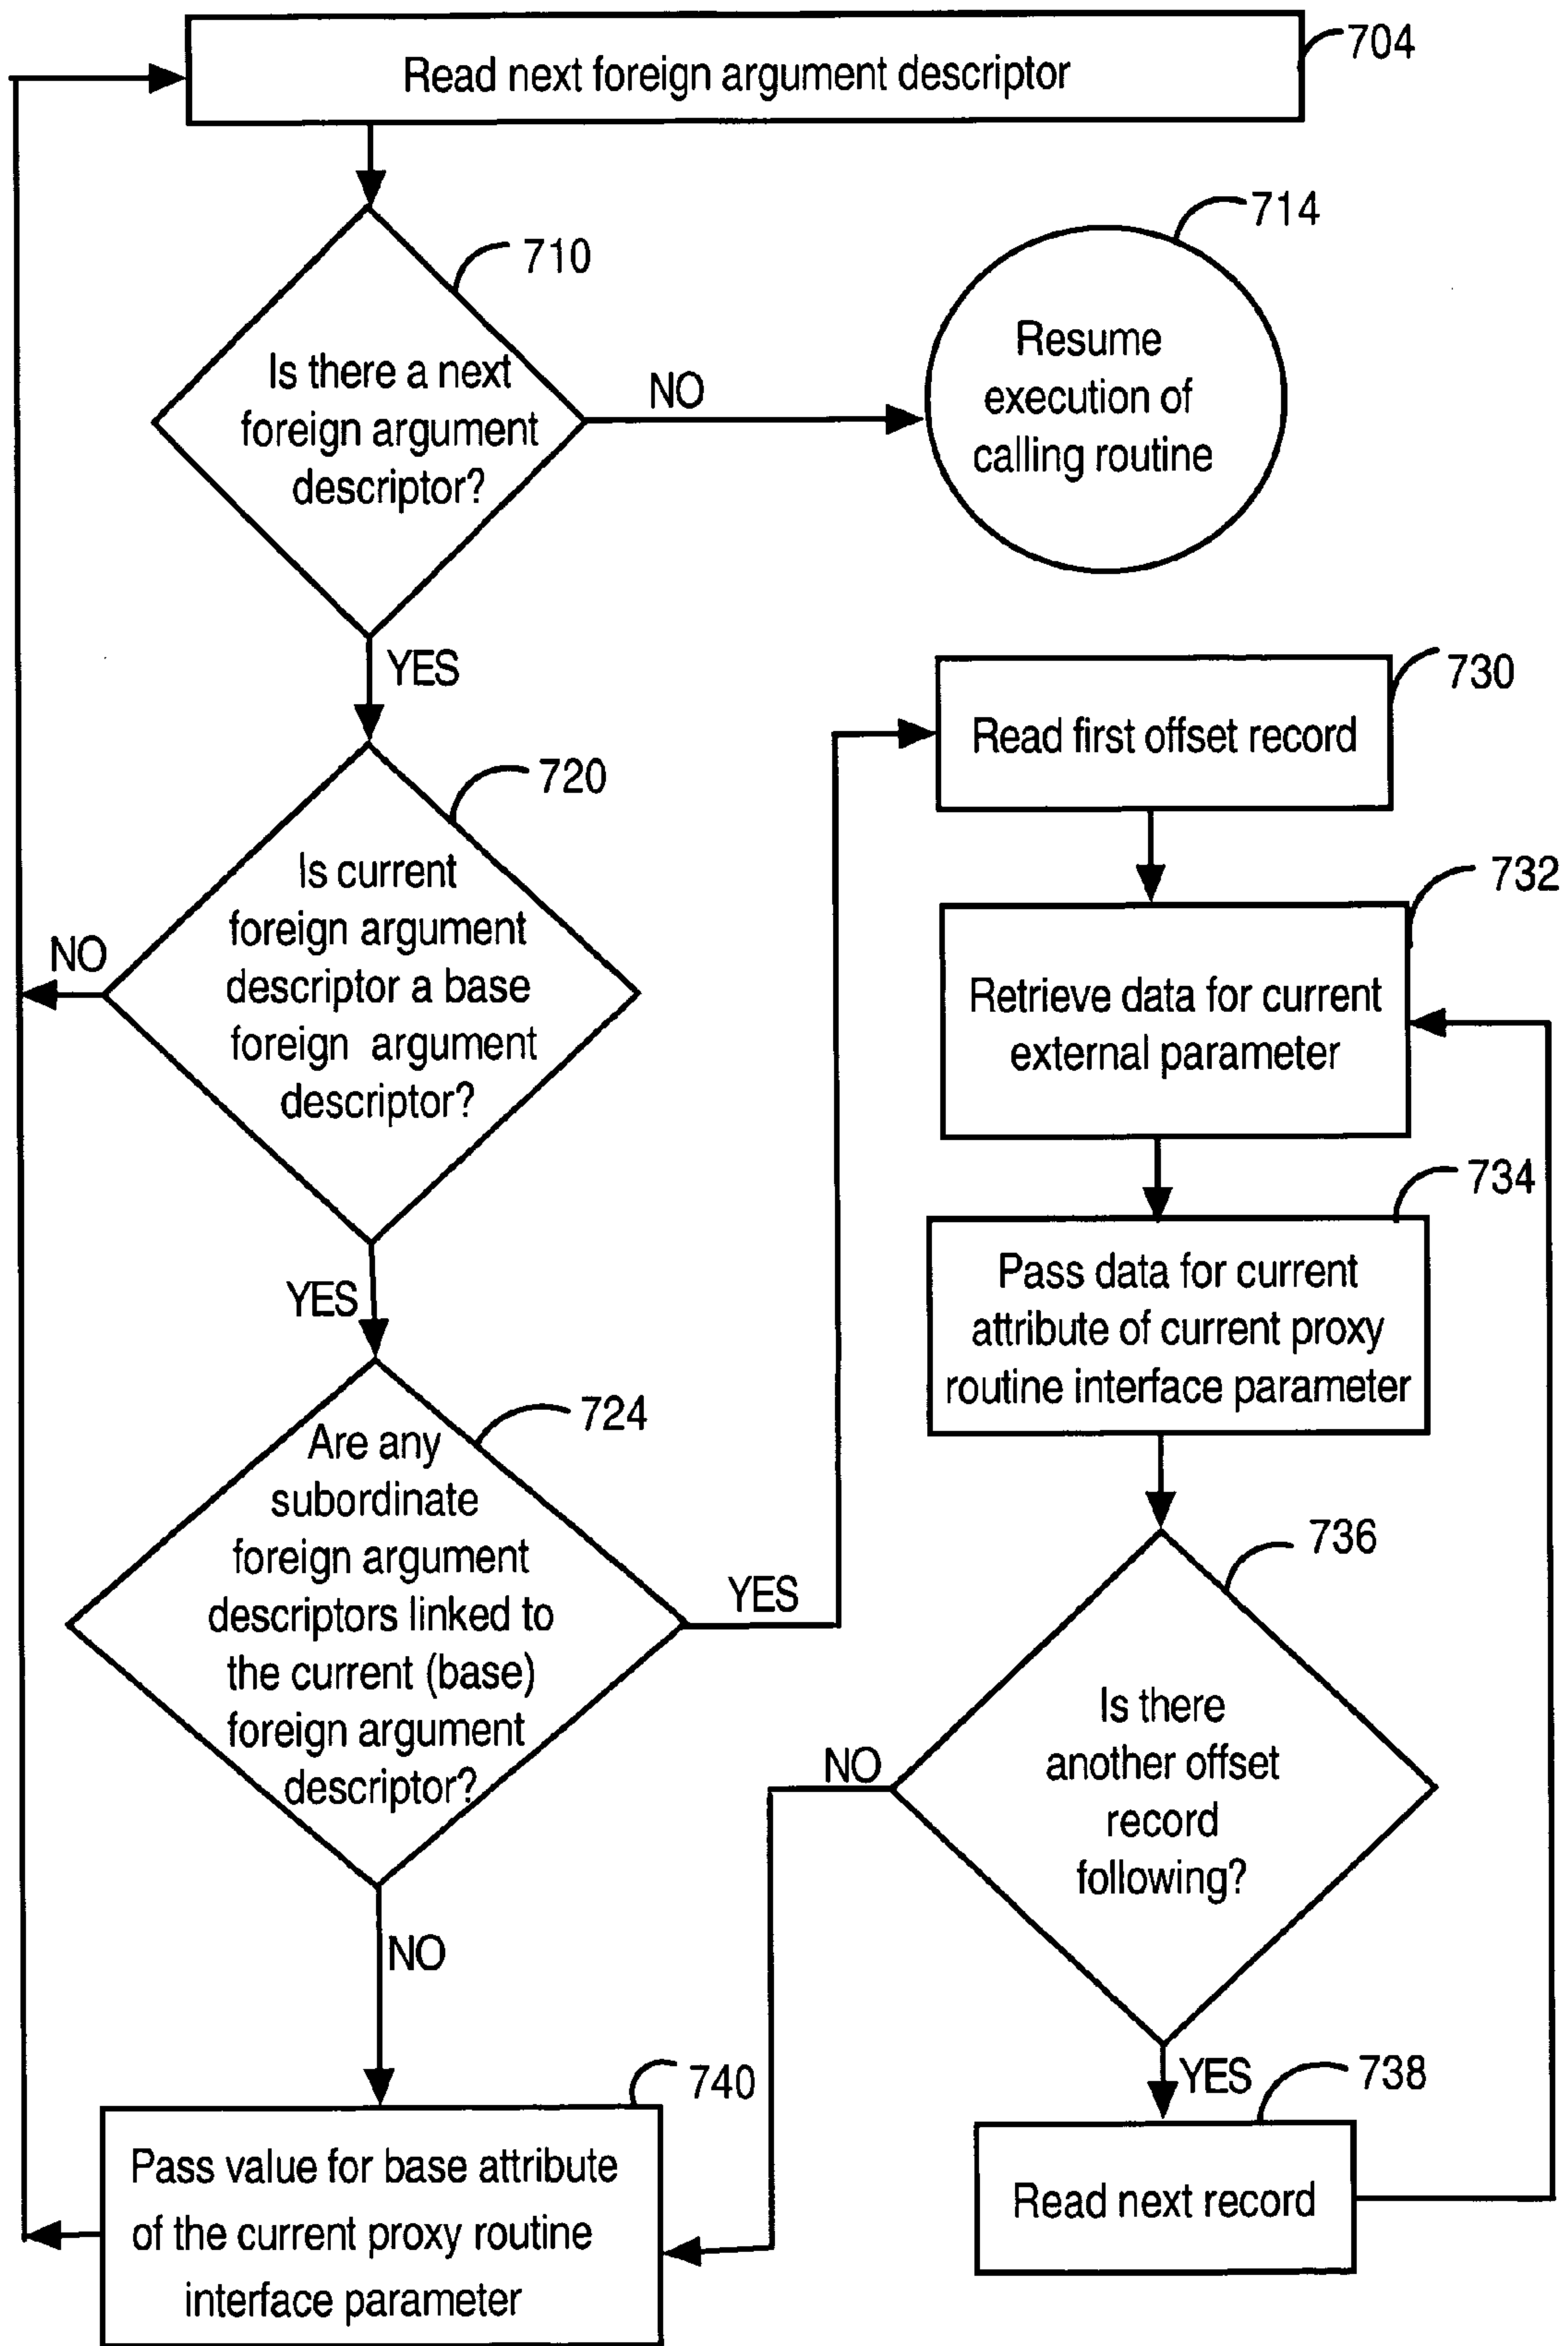 Read next foreign argument descriptor
704
710
Is there a next
foreign argument
descriptor?
NO
714
Resume
execution of
calling routine
YES
720
Is current
foreign argument
descriptor a base
foreign argument
descriptor?
NO
YES
724
Are any
subordinate
foreign argument
descriptors linked to
the current (base)
foreign argument
descriptor?
YES
NO
730
Read first offset record
732
Retrieve data for current
external parameter
734
Pass data for current
attribute of current proxy
routine interface parameter
736
Is there
another offset
record
following?
NO
YES
738
Read next record
740
Pass value for base attribute
of the current proxy routine
interface parameter